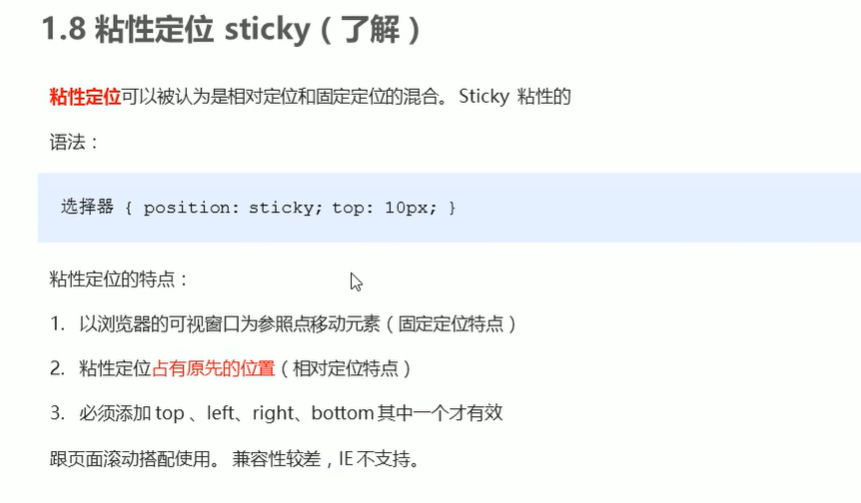 1.8 粘性定位 sticky（了解）
粘性定位可以被认为是相对定位和固定定位的混合。 Sticky 粘性的
语法：
选择器 { position: sticky; top: 10px; }
粘性定位的特点：
1. 以浏览器的可视窗口为参照点移动元素（固定定位特点）
2. 粘性定位占有原先的位置（相对定位特点）
3. 必须添加 top 、left、right、bottom 其中一个才有效
跟页面滚动搭配使用。 兼容性较差，IE 不支持。